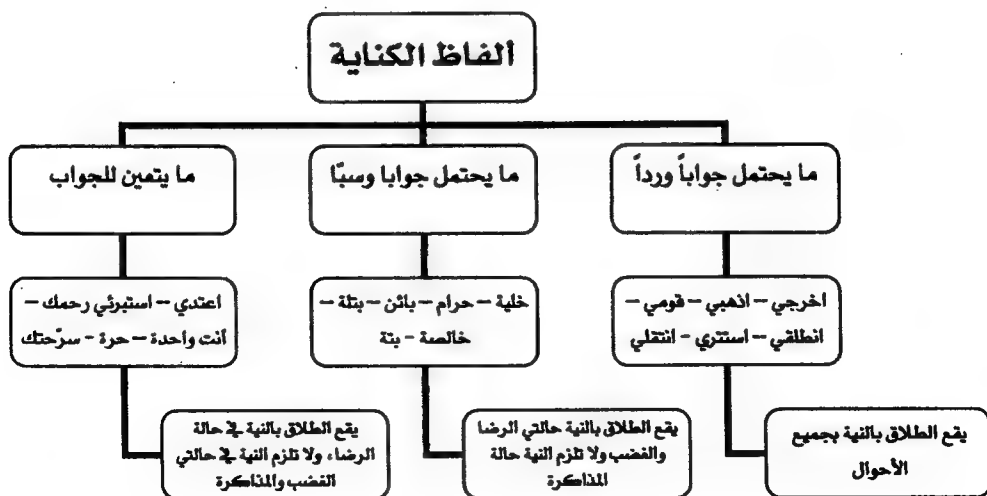 ألفاظ الكناية
ما يحتمل جواباً ورداً
ما يحتمل جوابا وسبّا
ما يتعين للجواب
اخرجي – اذهبي – قومي –
انطلقي – استتري - انتقلي
خلية – حرام – بائن – بتلة –
خالصة - بتة
اعتدي – استبرئي رحمك –
أنت واحدة – حرة - سرّحتك
يقع الطلاق بالنية بجميع
الأحوال
يقع الطلاق بالنية حالتي الرضا
والغضب ولا تلزم النية حالة
المذاكرة
يقع الطلاق بالنية في حالة
الرضاء ولا تلزم النية في حالتي
الغضب والمذاكرة